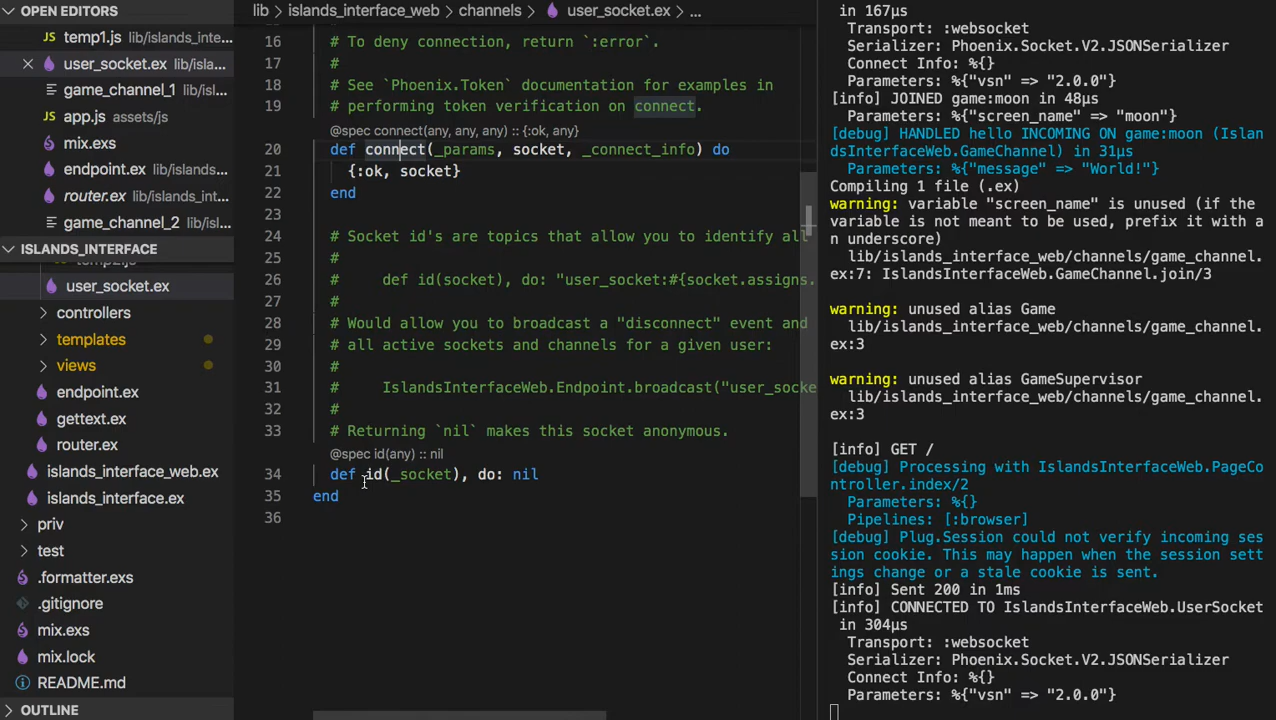 OPEN EDITORS
temp1.js lib/islands_inte...
user_socket.ex lib/isla...
game_channel_1 lib/isl...
app.js assets/js
mix.exs
endpoint.ex lib/islands...
router.ex lib/islands_in...
game_channel_2 lib/isl...
ISLANDS_INTERFACE
temp2.js
user_socket.ex
controllers
templates
views
endpoint.ex
gettext.ex
router.ex
islands_interface_web.ex
islands_interface.ex
priv
test
.formatter.exs
.gitignore
mix.exs
mix.lock
README.md
OUTLINE
lib > islands_interface_web > channels > user_socket.ex > ...
16 # To deny connection, return `:error`.
17 #
18 # See `Phoenix.Token` documentation for examples in
19 # performing token verification on connect.
@spec connect(any, any, any) :: {:ok, any}
20 def connect(_params, socket, _connect_info) do
21 {:ok, socket}
22 end
23
24 # Socket id's are topics that allow you to identify all
25 #
26 # def id(socket), do: "user_socket:#{socket.assigns.
27 #
28 # Would allow you to broadcast a "disconnect" event and
29 # all active sockets and channels for a given user:
30 #
31 # IslandsInterfaceWeb.Endpoint.broadcast("user_socke
32 #
33 # Returning `nil` makes this socket anonymous.
@spec id(any) :: nil
34 def id(_socket), do: nil
35 end
36
in 167µs
Transport: :websocket
Serializer: Phoenix.Socket.V2.JSONSerializer
Connect Info: %{}
Parameters: %{"vsn" => "2.0.0"}
[info] JOINED game:moon in 48µs
Parameters: %{"screen_name" => "moon"}
[debug] HANDLED hello INCOMING ON game:moon (Islan
dsInterfaceWeb.GameChannel) in 31µs
Parameters: %{"message" => "World!"}
Compiling 1 file (.ex)
warning: variable "screen_name" is unused (if the
variable is not meant to be used, prefix it with a
n underscore)
lib/islands_interface_web/channels/game_channel.
ex:7: IslandsInterfaceWeb.GameChannel.join/3
warning: unused alias Game
lib/islands_interface_web/channels/game_channel.
ex:3
warning: unused alias GameSupervisor
lib/islands_interface_web/channels/game_channel.
ex:3
[info] GET /
[debug] Processing with IslandsInterfaceWeb.PageCo
ntroller.index/2
Parameters: %{}
Pipelines: [:browser]
[debug] Plug.Session could not verify incoming ses
sion cookie. This may happen when the session sett
ings change or a stale cookie is sent.
[info] Sent 200 in 1ms
[info] CONNECTED TO IslandsInterfaceWeb.UserSocket
in 304µs
Transport: :websocket
Serializer: Phoenix.Socket.V2.JSONSerializer
Connect Info: %{}
Parameters: %{"vsn" => "2.0.0"}